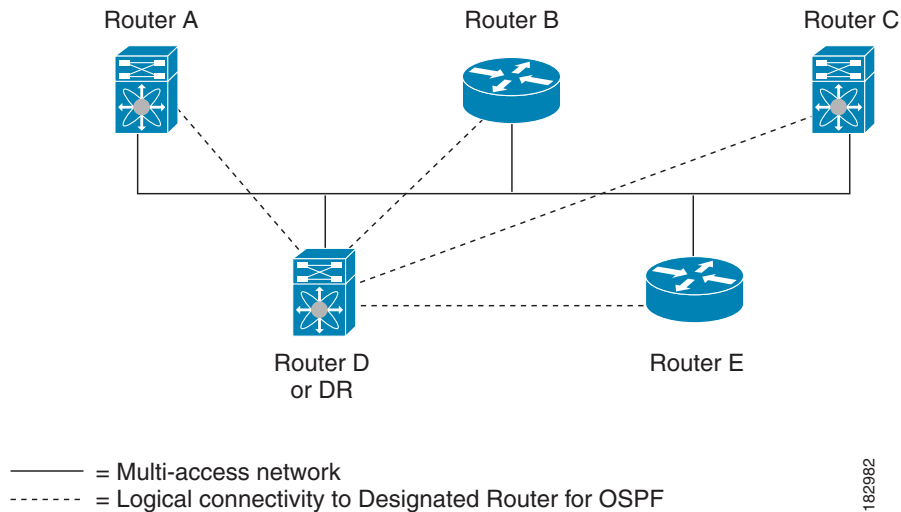 Router A
Router B
Router C
Router D
or DR
Router E
= Multi-access network
= Logical connectivity to Designated Router for OSPF
182982